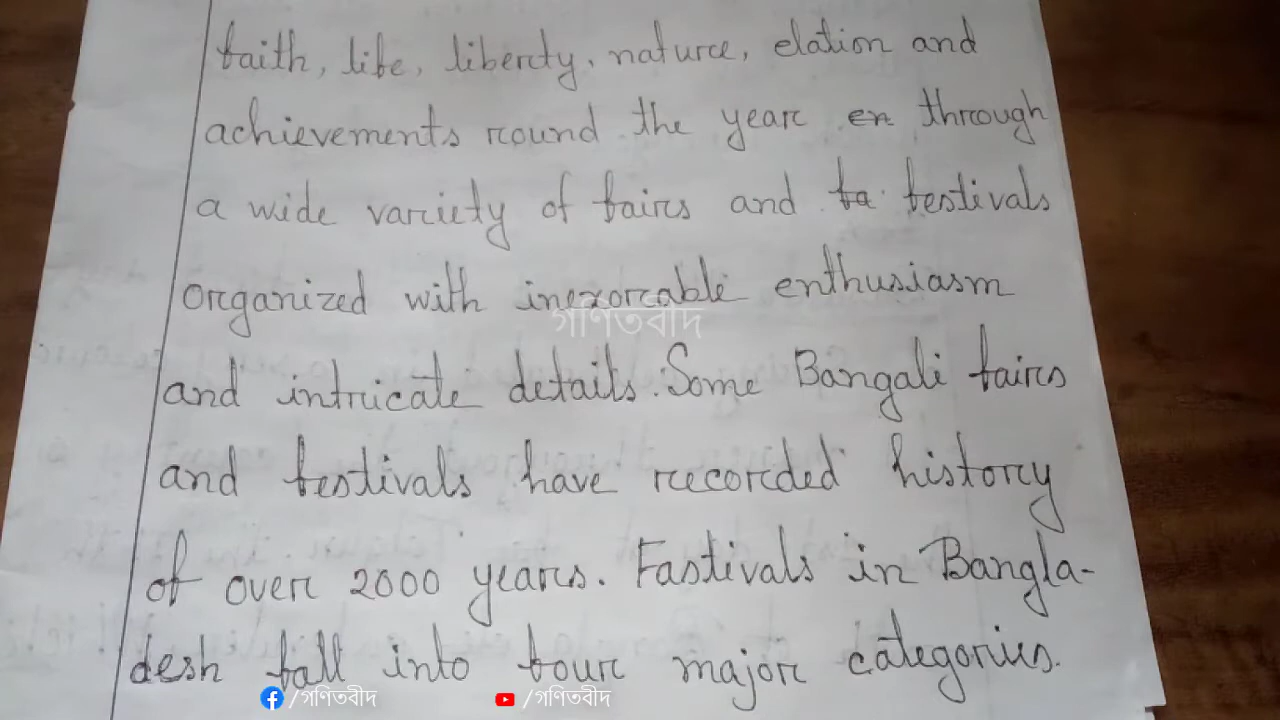 faith, life, liberty, nature, elation and
achievements round the year en through
a wide variety of fairs and fa festivals
organized with inexorcable enthusiasm
গণিতবীদ
and intricate details. Some Bangali fairs
and festivals have recorded history
of over 2000 years. Fastivals in Bangla-
desh fall into four major categories.
/গণিতবীদ /গণিতবীদ